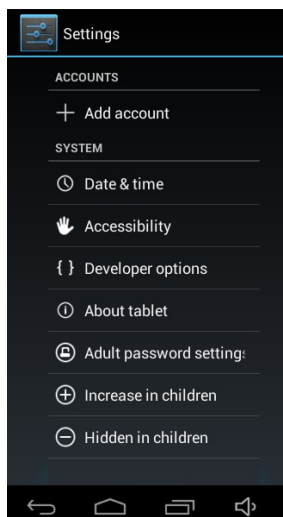 Settings
ACCOUNTS
Add account
SYSTEM
Date & time
Accessibility
{ } Developer options
About tablet
Adult password settings
Increase in children
Hidden in children